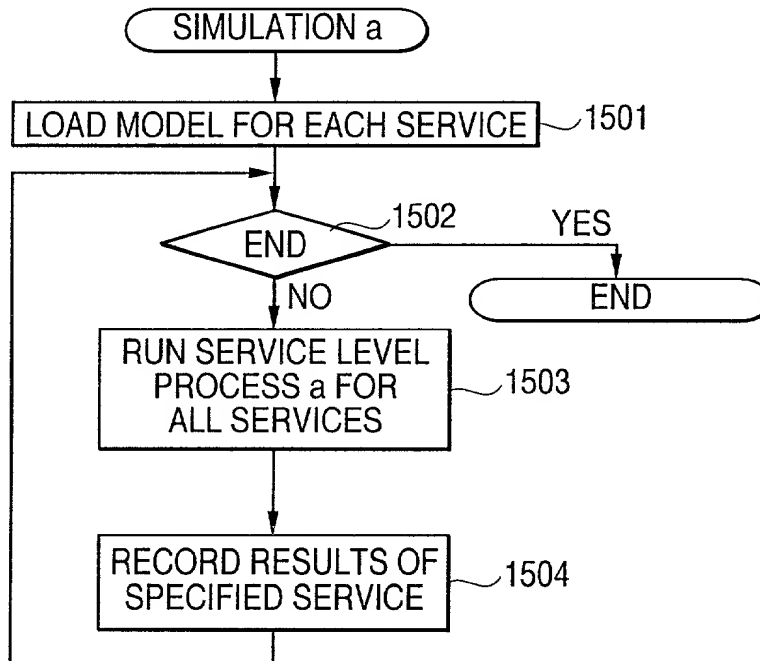 SIMULATION a
LOAD MODEL FOR EACH SERVICE
1501
1502
END
YES
END
NO
RUN SERVICE LEVEL
PROCESS a FOR
ALL SERVICES
1503
RECORD RESULTS OF
SPECIFIED SERVICE
1504